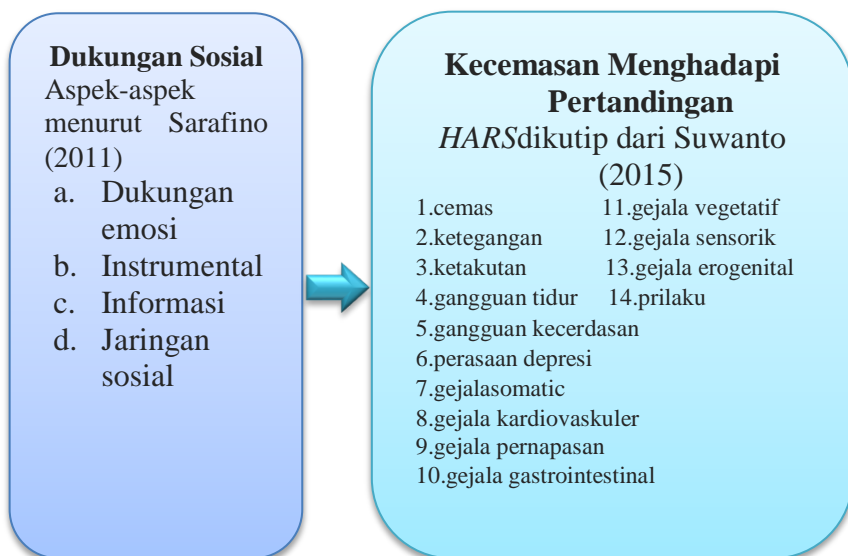 Dukungan Sosial
Aspek-aspek
menurut Sarafino
(2011)
a. Dukungan
emosi
b. Instrumental
c. Informasi
d. Jaringan
sosial
Kecemasan Menghadapi
Pertandingan
HARSdikutip dari Suwanto
(2015)
1.cemas 11.gejala vegetatif
2.ketegangan 12.gejala sensorik
3.ketakutan 13.gejala erogenital
4.gangguan tidur 14.prilaku
5.gangguan kecerdasan
6.perasaan depresi
7.gejalasomatic
8.gejala kardiovaskuler
9.gejala pernapasan
10.gejala gastrointestinal